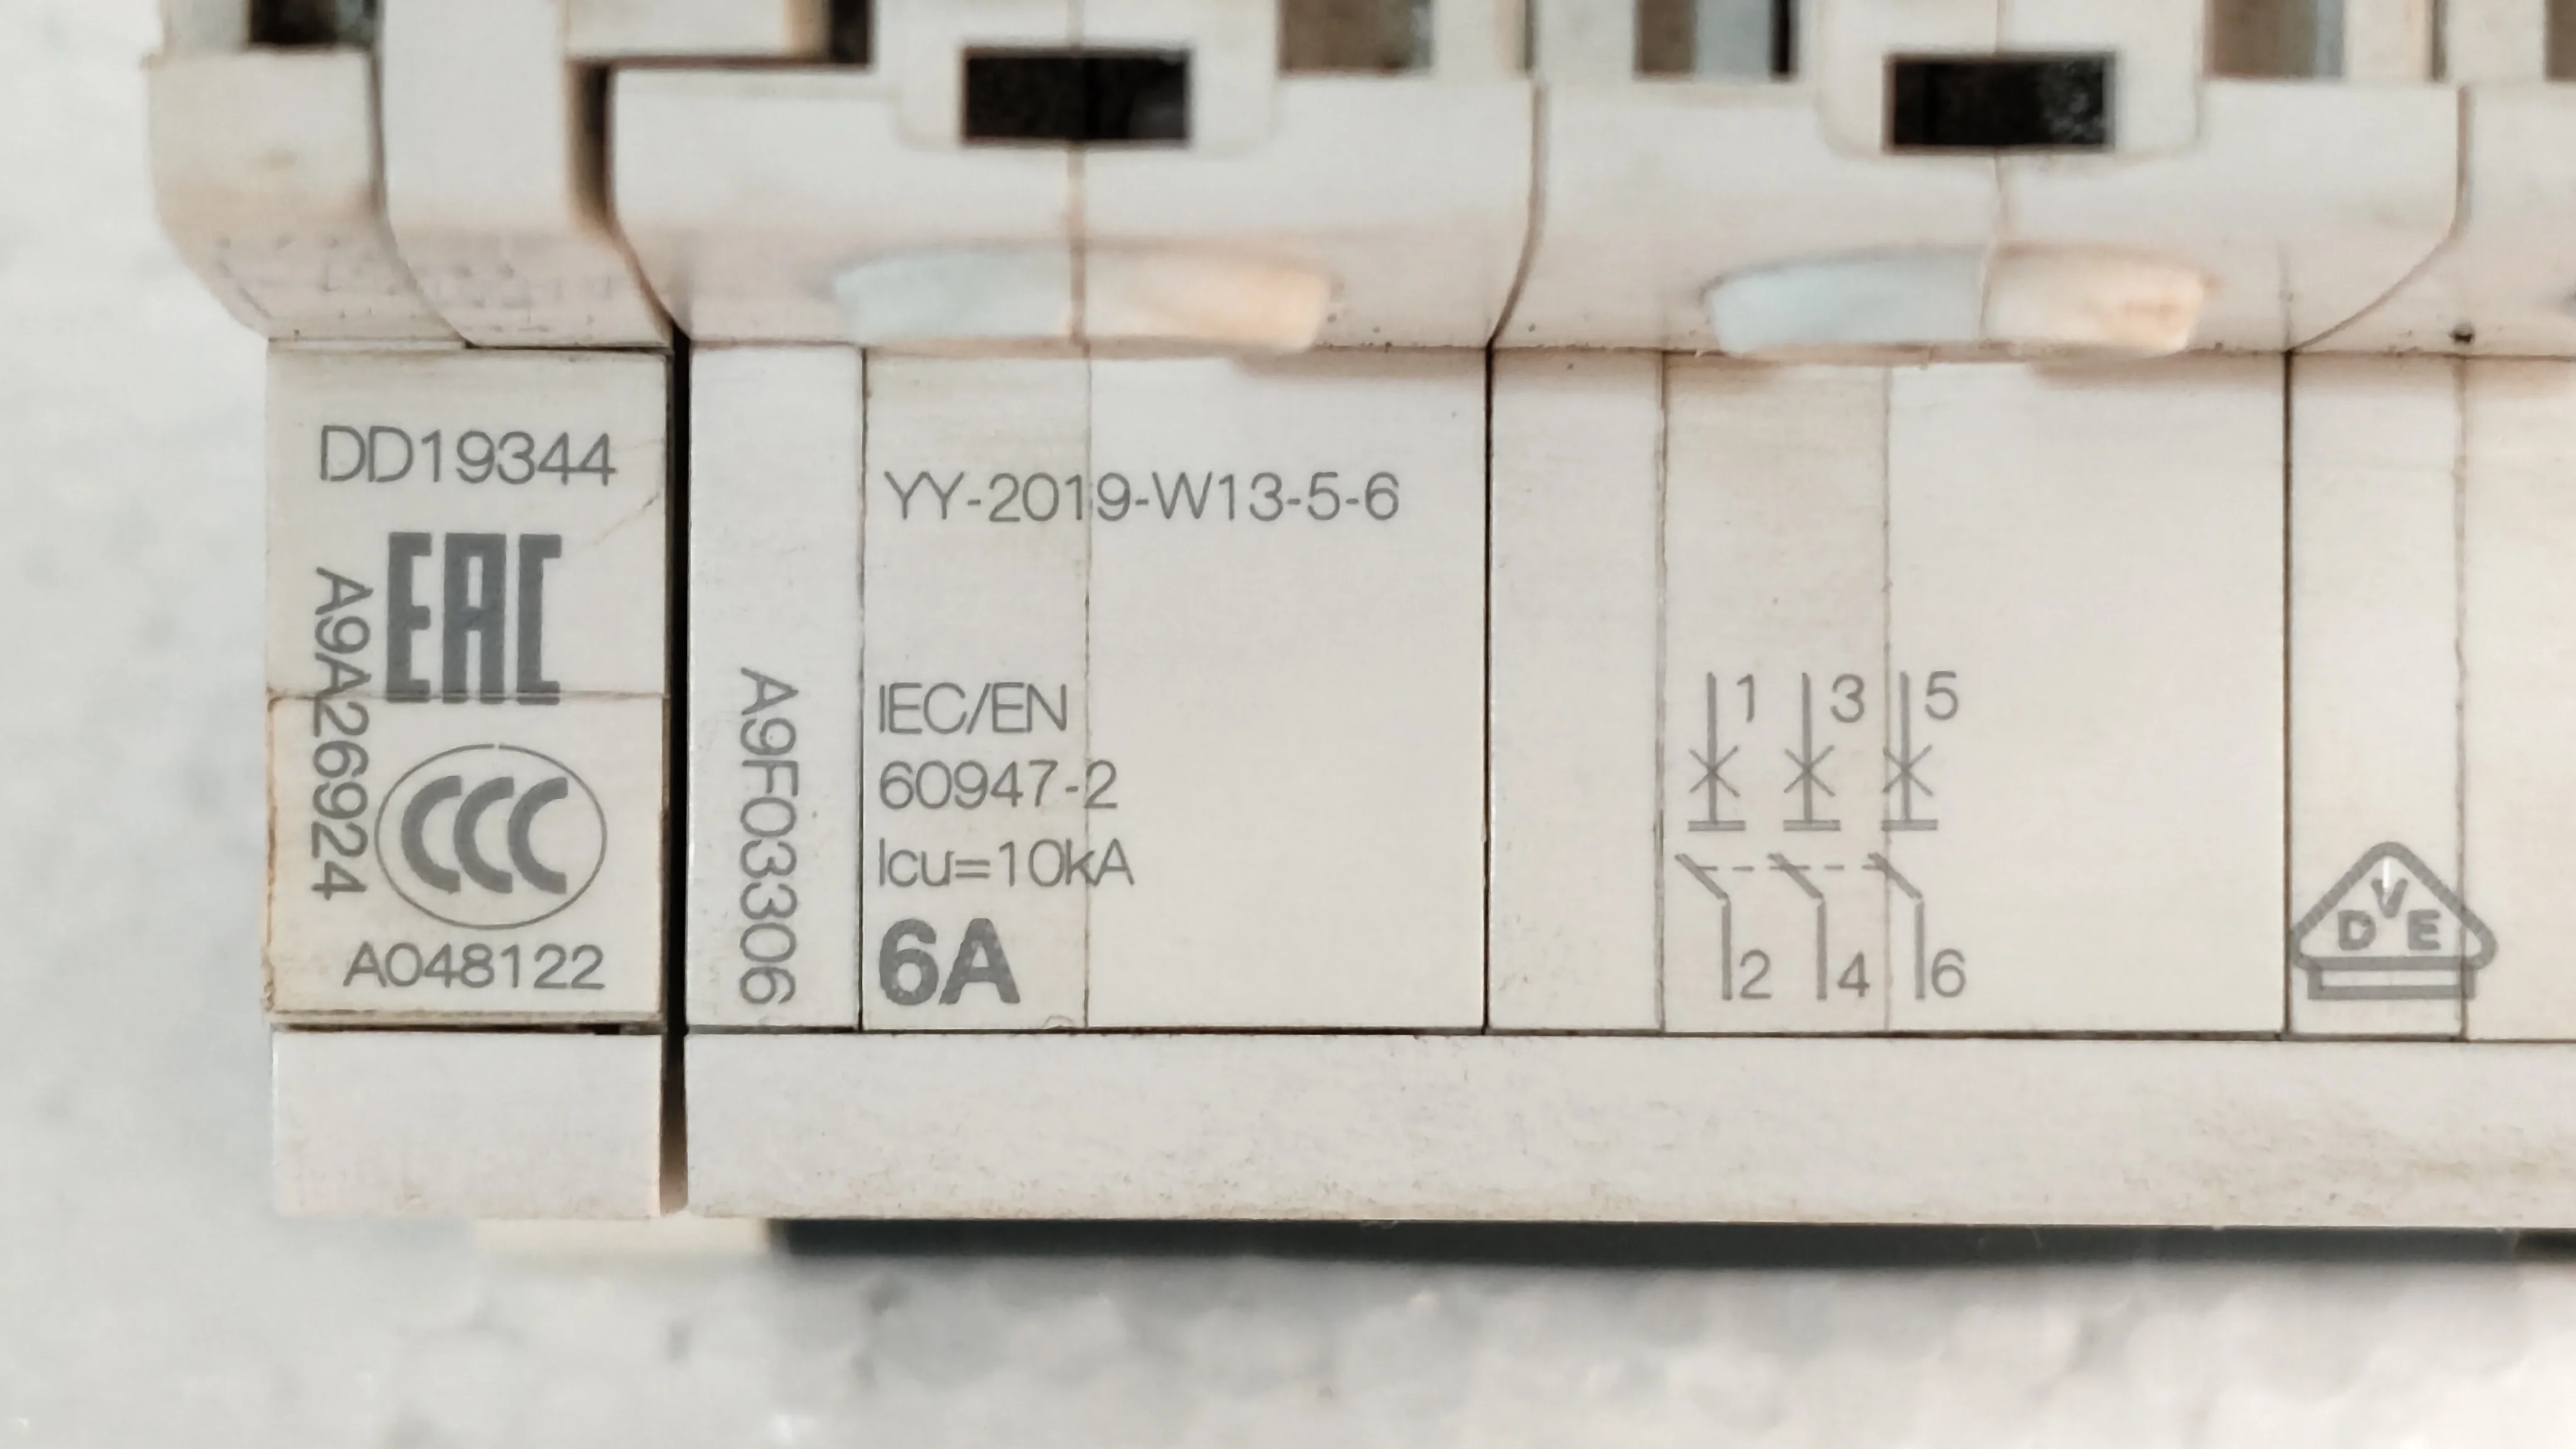 DD19344
EAC
A9A26924
CCC
A048122
A9F03306
YY-2019-W13-5-6
IEC/EN
60947-2
Icu=10kA
6A
1 3 5
2 4 6
VDE